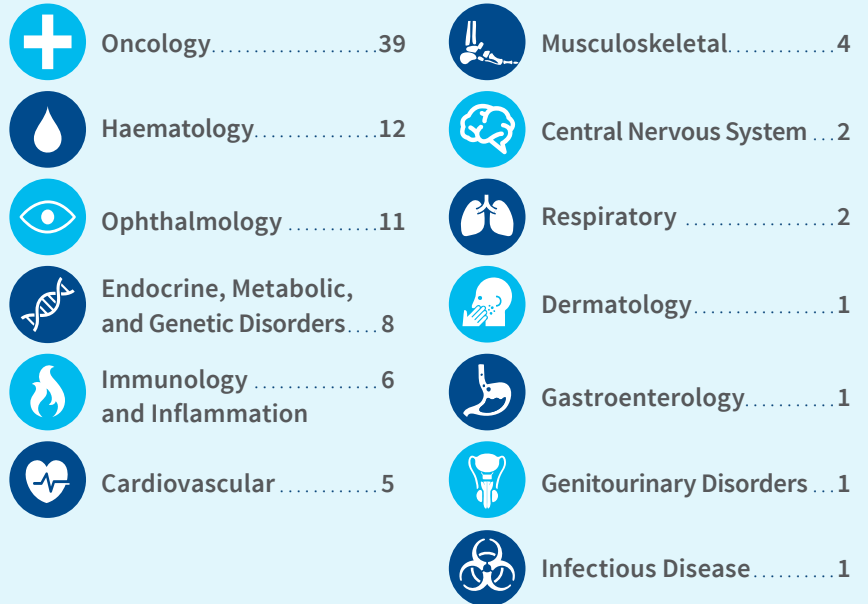 Oncology....................39
Haematology...............12
Ophthalmology...........11
Endocrine, Metabolic,
and Genetic Disorders....8
Immunology...............6
and Inflammation
Cardiovascular............5
Musculoskeletal............4
Central Nervous System...2
Respiratory.................2
Dermatology................1
Gastroenterology...........1
Genitourinary Disorders...1
Infectious Disease.........1